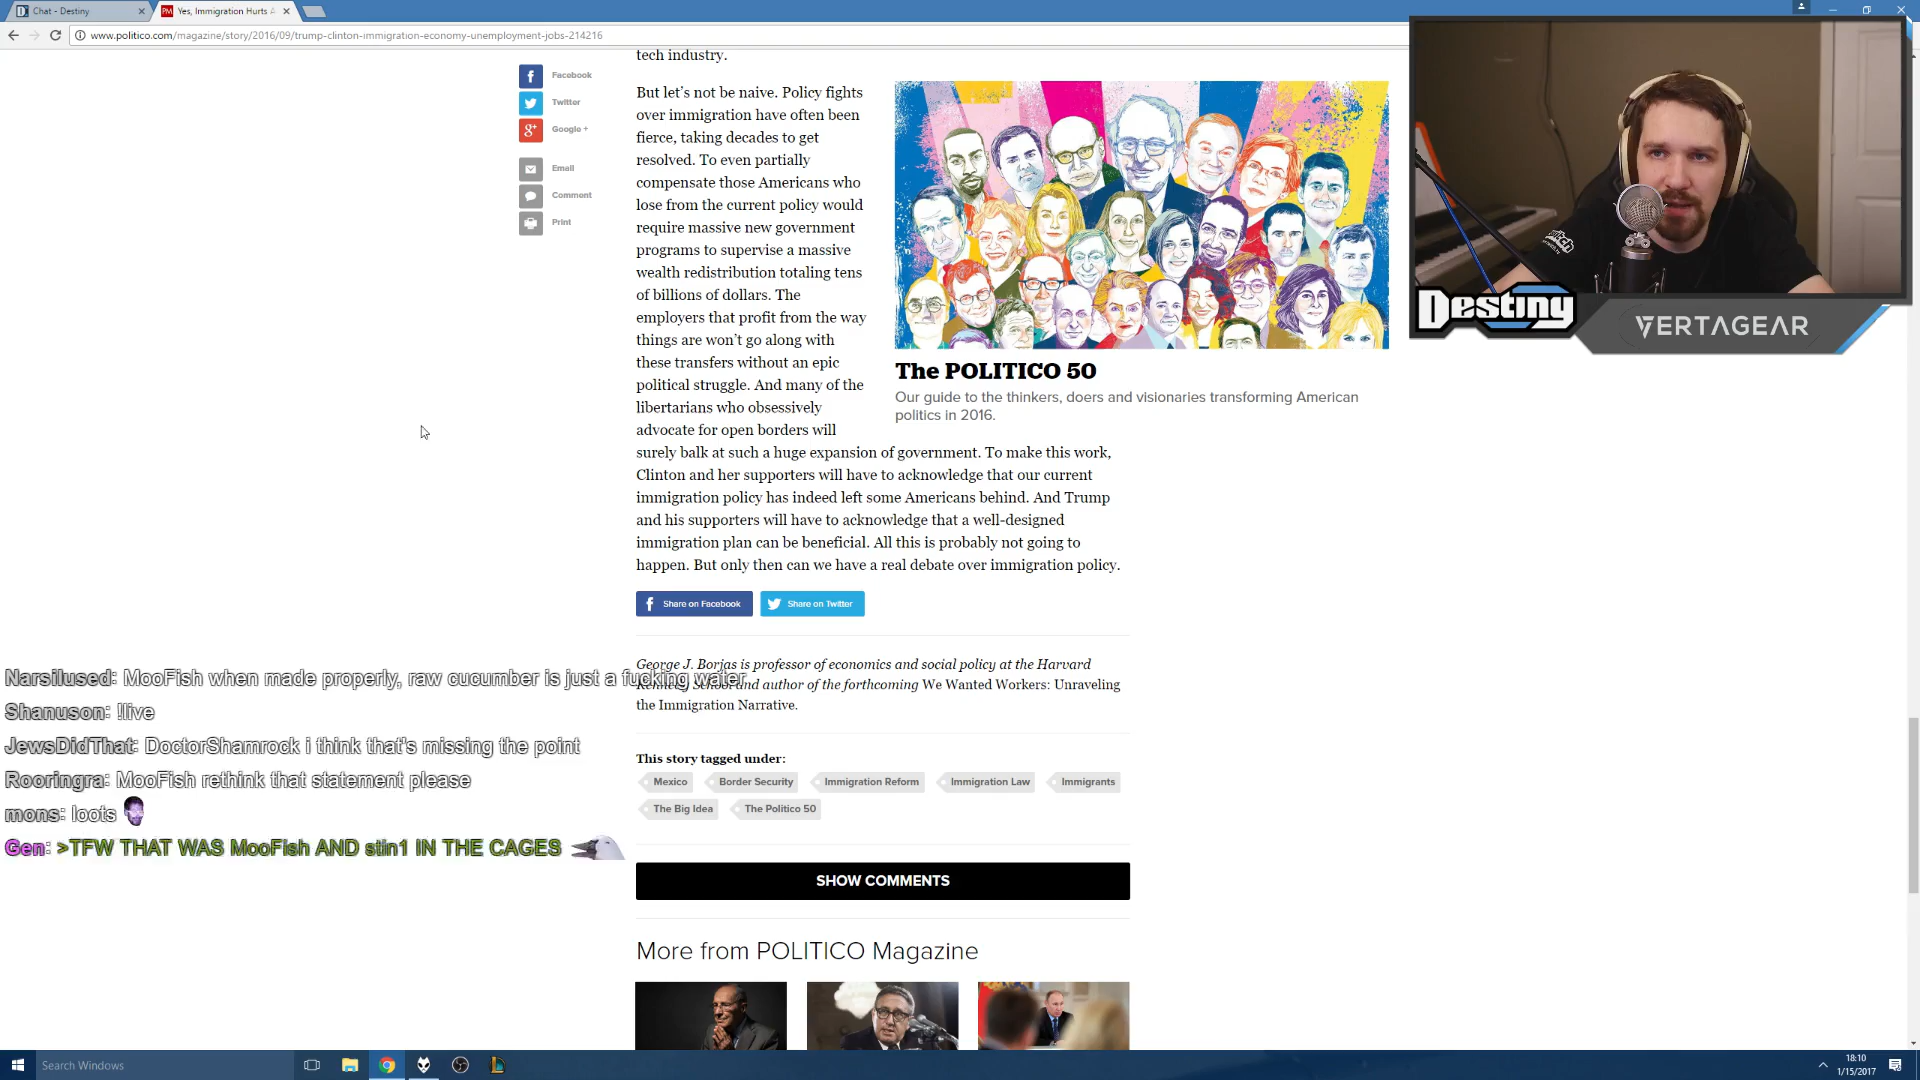 Chat - Destiny
Yes, Immigration Hurts A
www.politico.com/magazine/story/2016/09/trump-clinton-immigration-economy-unemployment-jobs-214216
Facebook
Twitter
Google +
Email
Comment
Print
tech industry.
But let's not be naive. Policy fights
over immigration have often been
fierce, taking decades to get
resolved. To even partially
compensate those Americans who
lose from the current policy would
require massive new government
programs to supervise a massive
wealth redistribution totaling tens
of billions of dollars. The
employers that profit from the way
things are won't go along with
these transfers without an epic
political struggle. And many of the
libertarians who obsessively
advocate for open borders will
surely balk at such a huge expansion of government. To make this work,
Clinton and her supporters will have to acknowledge that our current
immigration policy has indeed left some Americans behind. And Trump
and his supporters will have to acknowledge that a well-designed
immigration plan can be beneficial. All this is probably not going to
happen. But only then can we have a real debate over immigration policy.
The POLITICO 50
Our guide to the thinkers, doers and visionaries transforming American
politics in 2016.
Destiny
VERTAGEAR
Share on Facebook
Share on Twitter
George J. Borjas is professor of economics and social policy at the Harvard
Kennedy School and author of the forthcoming We Wanted Workers: Unraveling
the Immigration Narrative.
Narsilused: MooFish when made properly, raw cucumber is just a fucking water
Shanuson: !live
JewsDidThat: DoctorShamrock i think that's missing the point
Rooringra: MooFish rethink that statement please
mons: loots
Gen: >TFW THAT WAS MooFish AND stin1 IN THE CAGES
This story tagged under:
Mexico
Border Security
Immigration Reform
Immigration Law
Immigrants
The Big Idea
The Politico 50
SHOW COMMENTS
More from POLITICO Magazine
Search Windows
18:10
1/15/2017